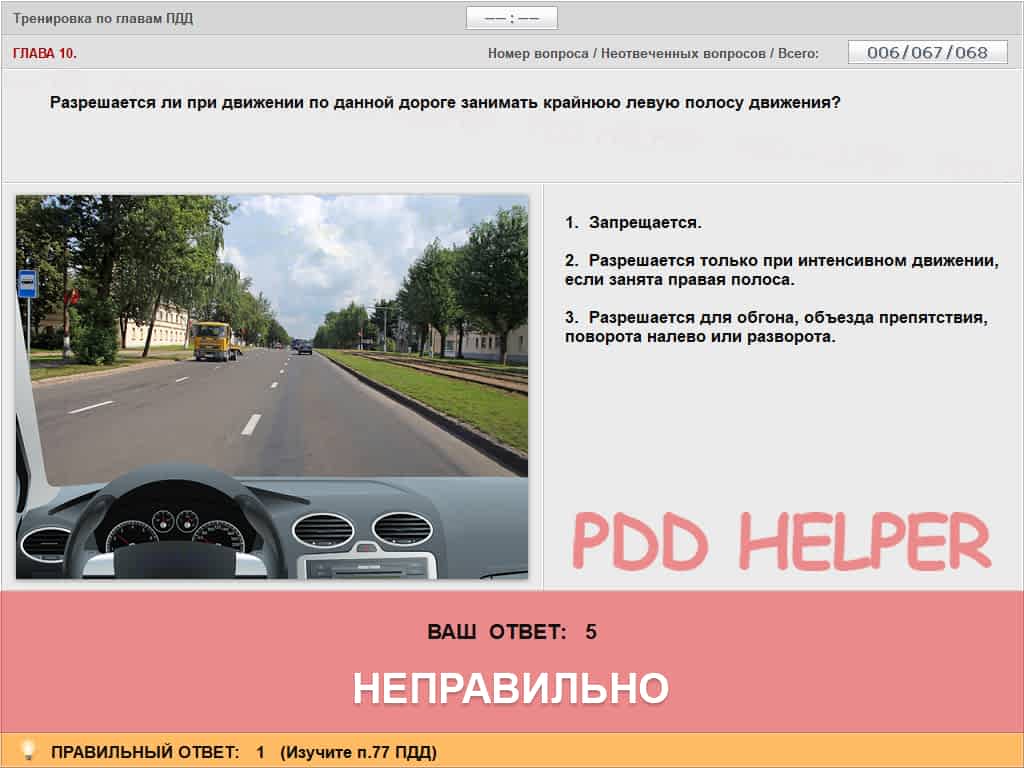 Тренировка по главам ПДД
–– : ––
ГЛАВА 10.
Номер вопроса / Неотвеченных вопросов / Всего:
006/067/068
Разрешается ли при движении по данной дороге занимать крайнюю левую полосу движения?
1. Запрещается.
2. Разрешается только при интенсивном движении,
если занята правая полоса.
3. Разрешается для обгона, объезда препятствия,
поворота налево или разворота.
PDD HELPER
ВАШ ОТВЕТ: 5
НЕПРАВИЛЬНО
ПРАВИЛЬНЫЙ ОТВЕТ: 1 (Изучите п.77 ПДД)